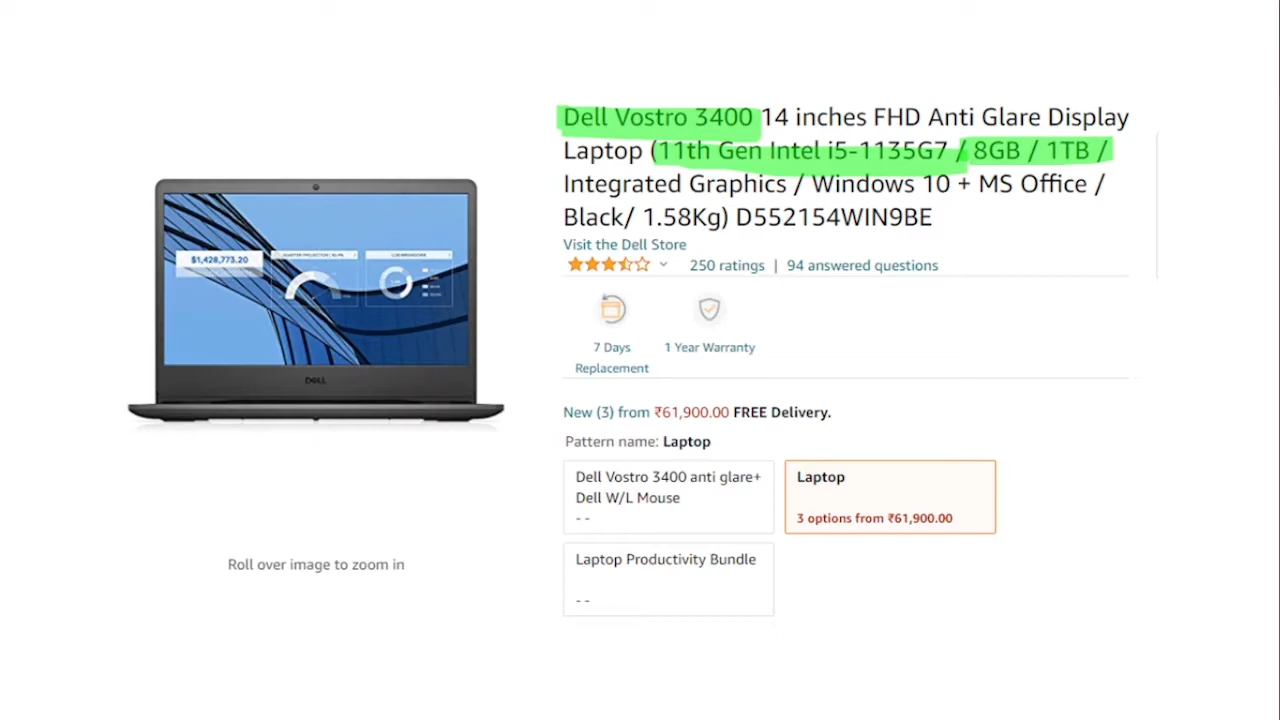 Dell Vostro 3400 14 inches FHD Anti Glare Display
Laptop (11th Gen Intel i5-1135G7 / 8GB / 1TB /
Integrated Graphics / Windows 10 + MS Office /
Black/ 1.58Kg) D552154WIN9BE
Visit the Dell Store
250 ratings | 94 answered questions
7 Days
Replacement
1 Year Warranty
$1,428,773.20
DELL
New (3) from ₹61,900.00 FREE Delivery.
Pattern name: Laptop
Dell Vostro 3400 anti glare+
Dell W/L Mouse
- -
Laptop
3 options from ₹61,900.00
Laptop Productivity Bundle
- -
Roll over image to zoom in